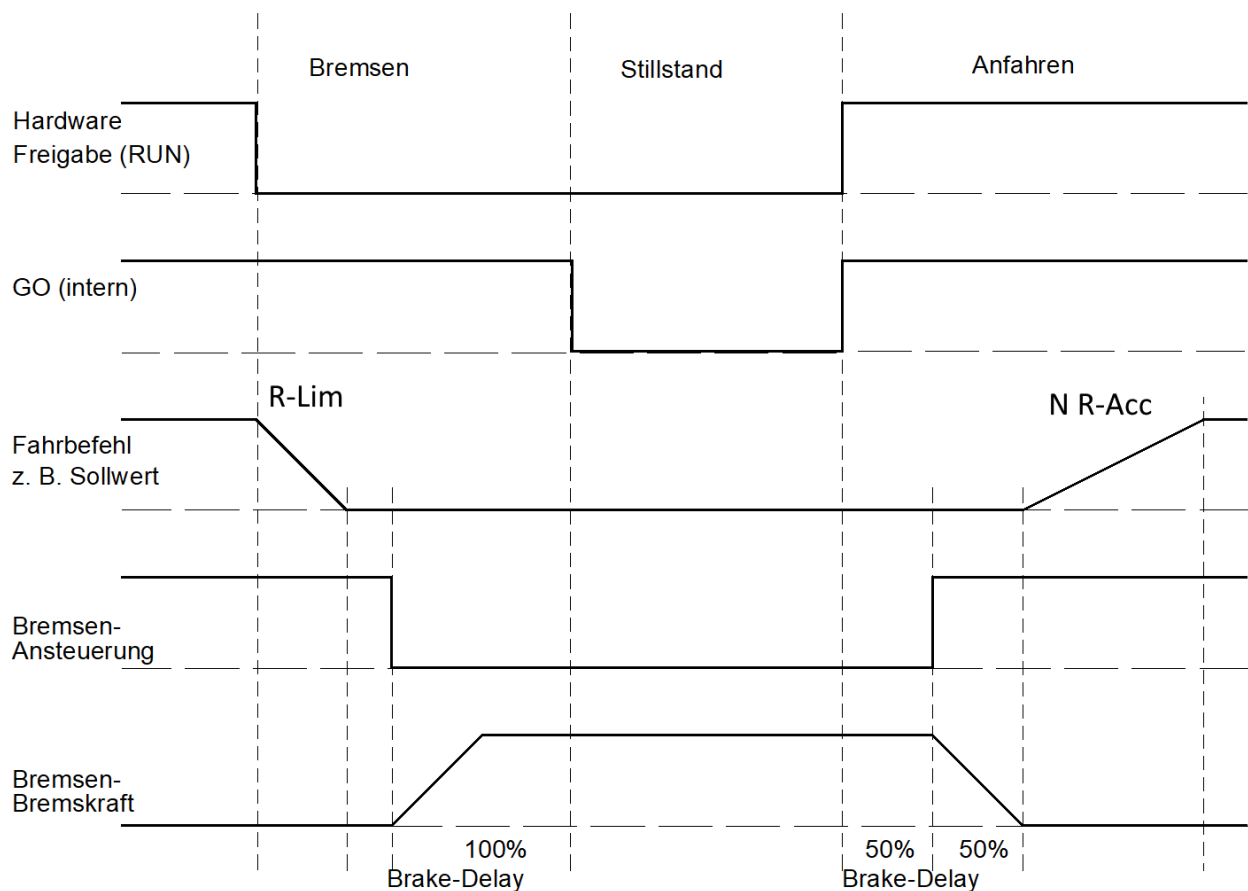 Bremsen
Stillstand
Anfahren
Hardware
Freigabe (RUN)
GO (intern)
R-Lim
N R-Acc
Fahrbefehl
z. B. Sollwert
Bremsen-
Ansteuerung
Bremsen-
Bremskraft
100%
50%
50%
Brake-Delay
Brake-Delay